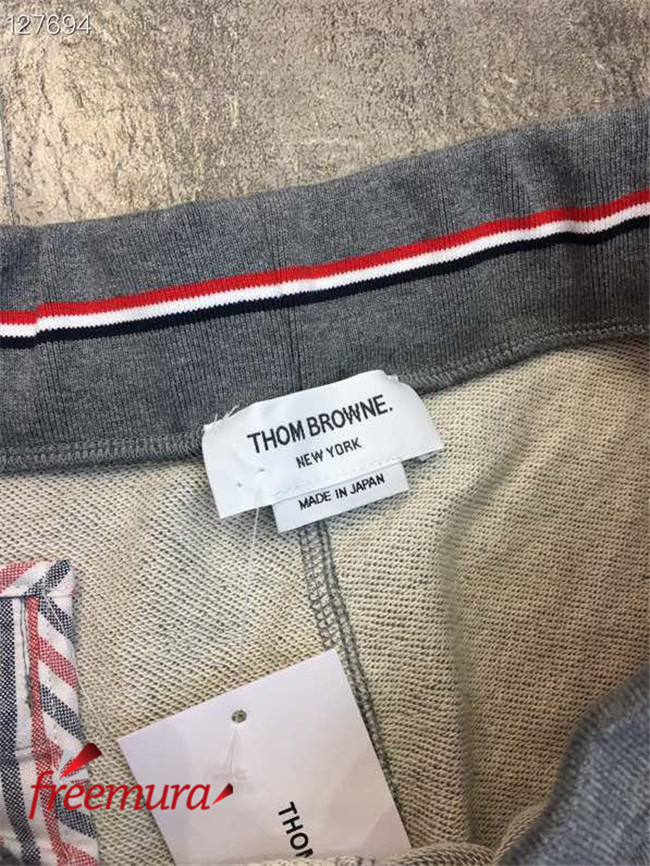 127694
THOM BROWNE.
NEW YORK
MADE IN JAPAN
THOM
freemura